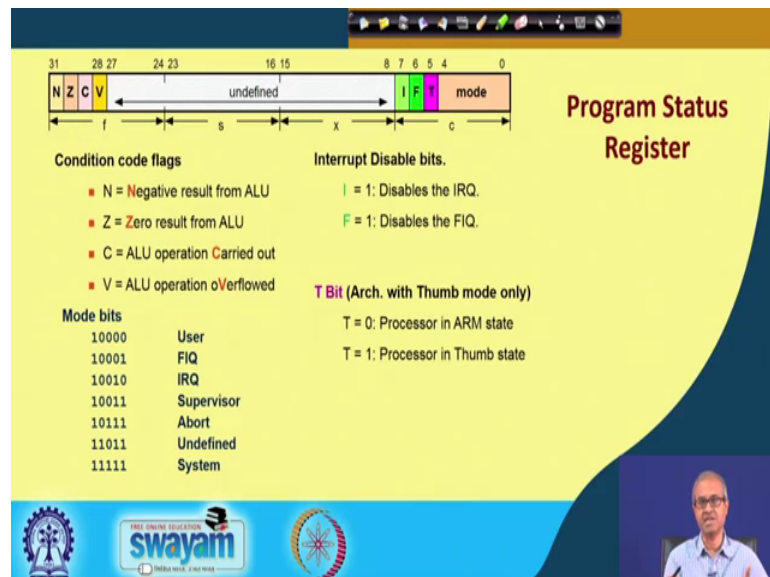 31 28 27 24 23 16 15 8 7 6 5 4 0
N Z C V undefined I F T mode
f s x c
Program Status
Register
Condition code flags
N = Negative result from ALU
Z = Zero result from ALU
C = ALU operation Carried out
V = ALU operation oVerflowed
Mode bits
10000 User
10001 FIQ
10010 IRQ
10011 Supervisor
10111 Abort
11011 Undefined
11111 System
Interrupt Disable bits.
I = 1: Disables the IRQ.
F = 1: Disables the FIQ.
T Bit (Arch. with Thumb mode only)
T = 0: Processor in ARM state
T = 1: Processor in Thumb state
FREE ONLINE EDUCATION
swayam